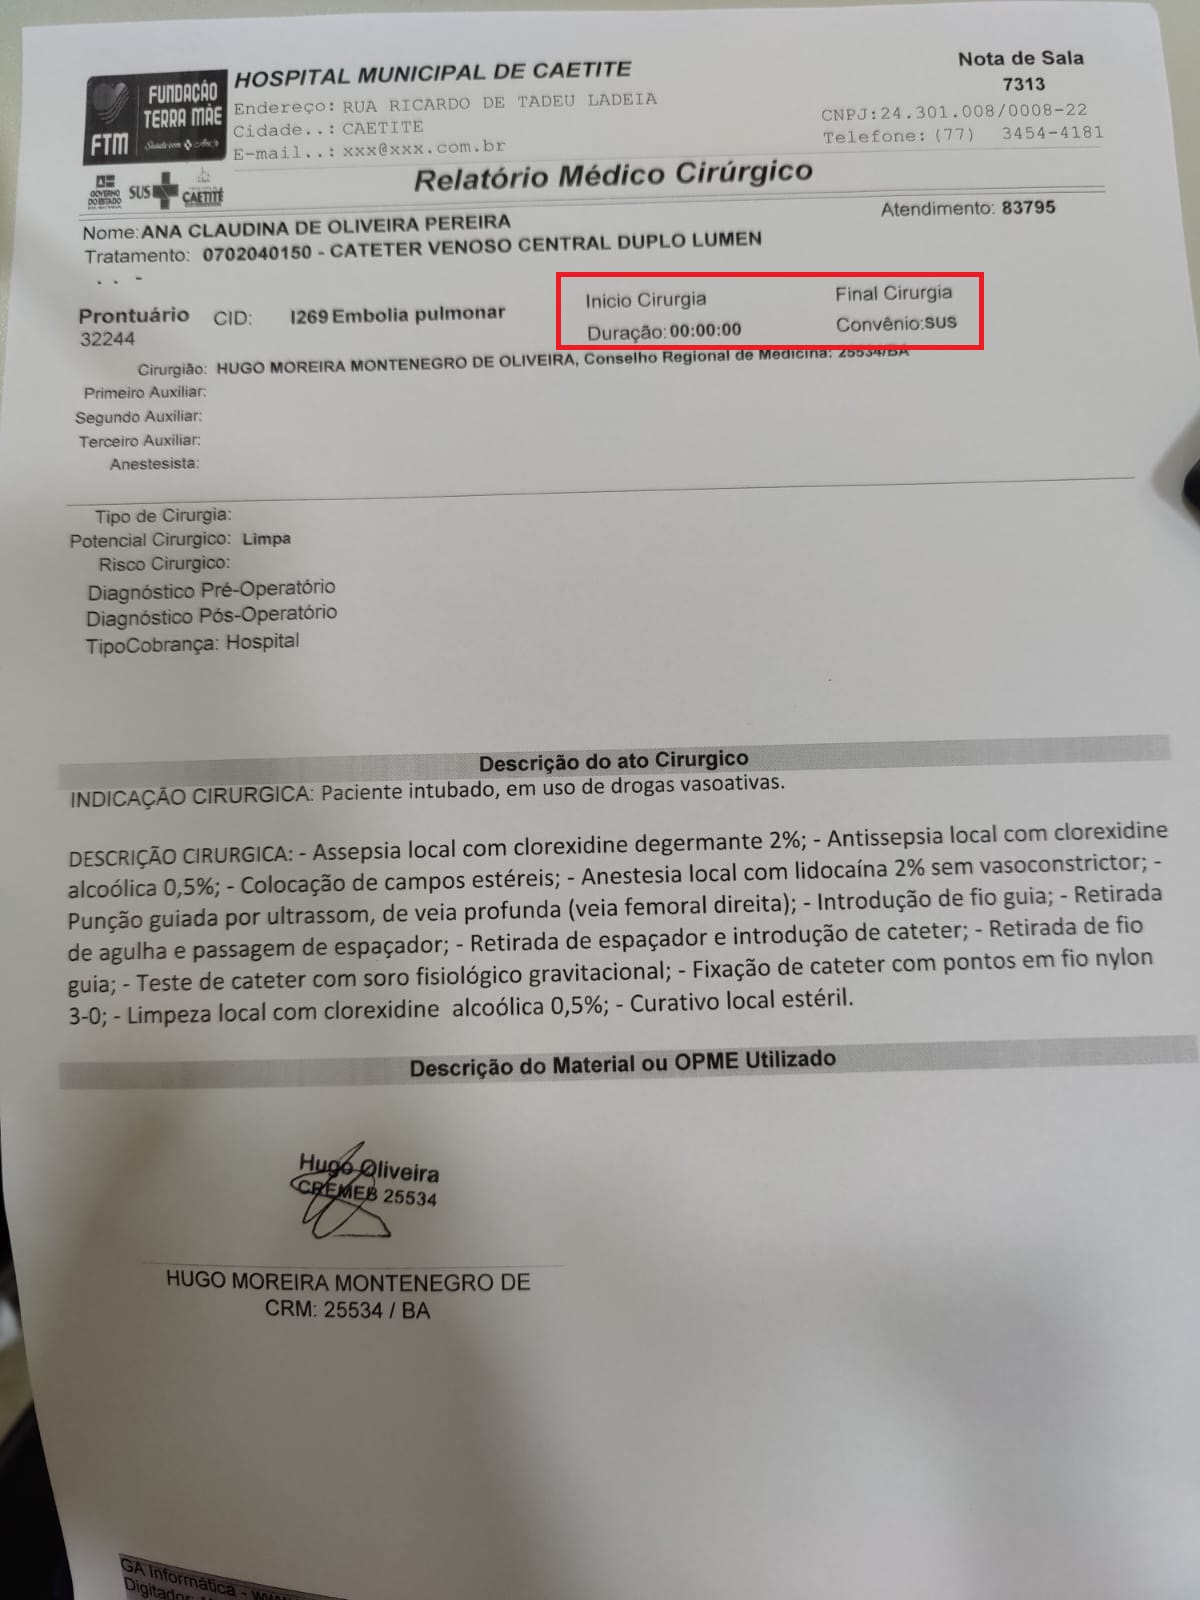 FUNDAÇÃO
TERRA MÃE
FTM
HOSPITAL MUNICIPAL DE CAETITE
Endereço: RUA RICARDO DE TADEU LADEIA
Cidade..: CAETITE
E-mail..: xxx@xxx.com.br
Nota de Sala
7313
CNPJ:24.301.008/0008-22
Telefone: (77) 3454-4181
GOVERNO
DO ESTADO
SUS
CAETITÉ
Relatório Médico Cirúrgico
Nome:ANA CLAUDINA DE OLIVEIRA PEREIRA
Atendimento: 83795
Tratamento: 0702040150 - CATETER VENOSO CENTRAL DUPLO LUMEN
. . -
Prontuário CID: I269 Embolia pulmonar
32244
Inicio Cirurgia Final Cirurgia
Duração:00:00:00 Convênio:SUS
Cirurgião: HUGO MOREIRA MONTENEGRO DE OLIVEIRA, Conselho Regional de Medicina: 25534/BA
Primeiro Auxiliar:
Segundo Auxiliar:
Terceiro Auxiliar:
Anestesista:
Tipo de Cirurgia:
Potencial Cirurgico: Limpa
Risco Cirurgico:
Diagnóstico Pré-Operatório
Diagnóstico Pós-Operatório
TipoCobrança: Hospital
Descrição do ato Cirurgico
INDICAÇÃO CIRURGICA: Paciente intubado, em uso de drogas vasoativas.
DESCRIÇÃO CIRURGICA: - Assepsia local com clorexidine degermante 2%; - Antissepsia local com clorexidine
alcoólica 0,5%; - Colocação de campos estéreis; - Anestesia local com lidocaína 2% sem vasoconstrictor; -
Punção guiada por ultrassom, de veia profunda (veia femoral direita); - Introdução de fio guia; - Retirada
de agulha e passagem de espaçador; - Retirada de espaçador e introdução de cateter; - Retirada de fio
guia; - Teste de cateter com soro fisiológico gravitacional; - Fixação de cateter com pontos em fio nylon
3-0; - Limpeza local com clorexidine alcoólica 0,5%; - Curativo local estéril.
Descrição do Material ou OPME Utilizado
Hugo Oliveira
CREMEB 25534
HUGO MOREIRA MONTENEGRO DE
CRM: 25534 / BA
GA Informática - www
Digitador: